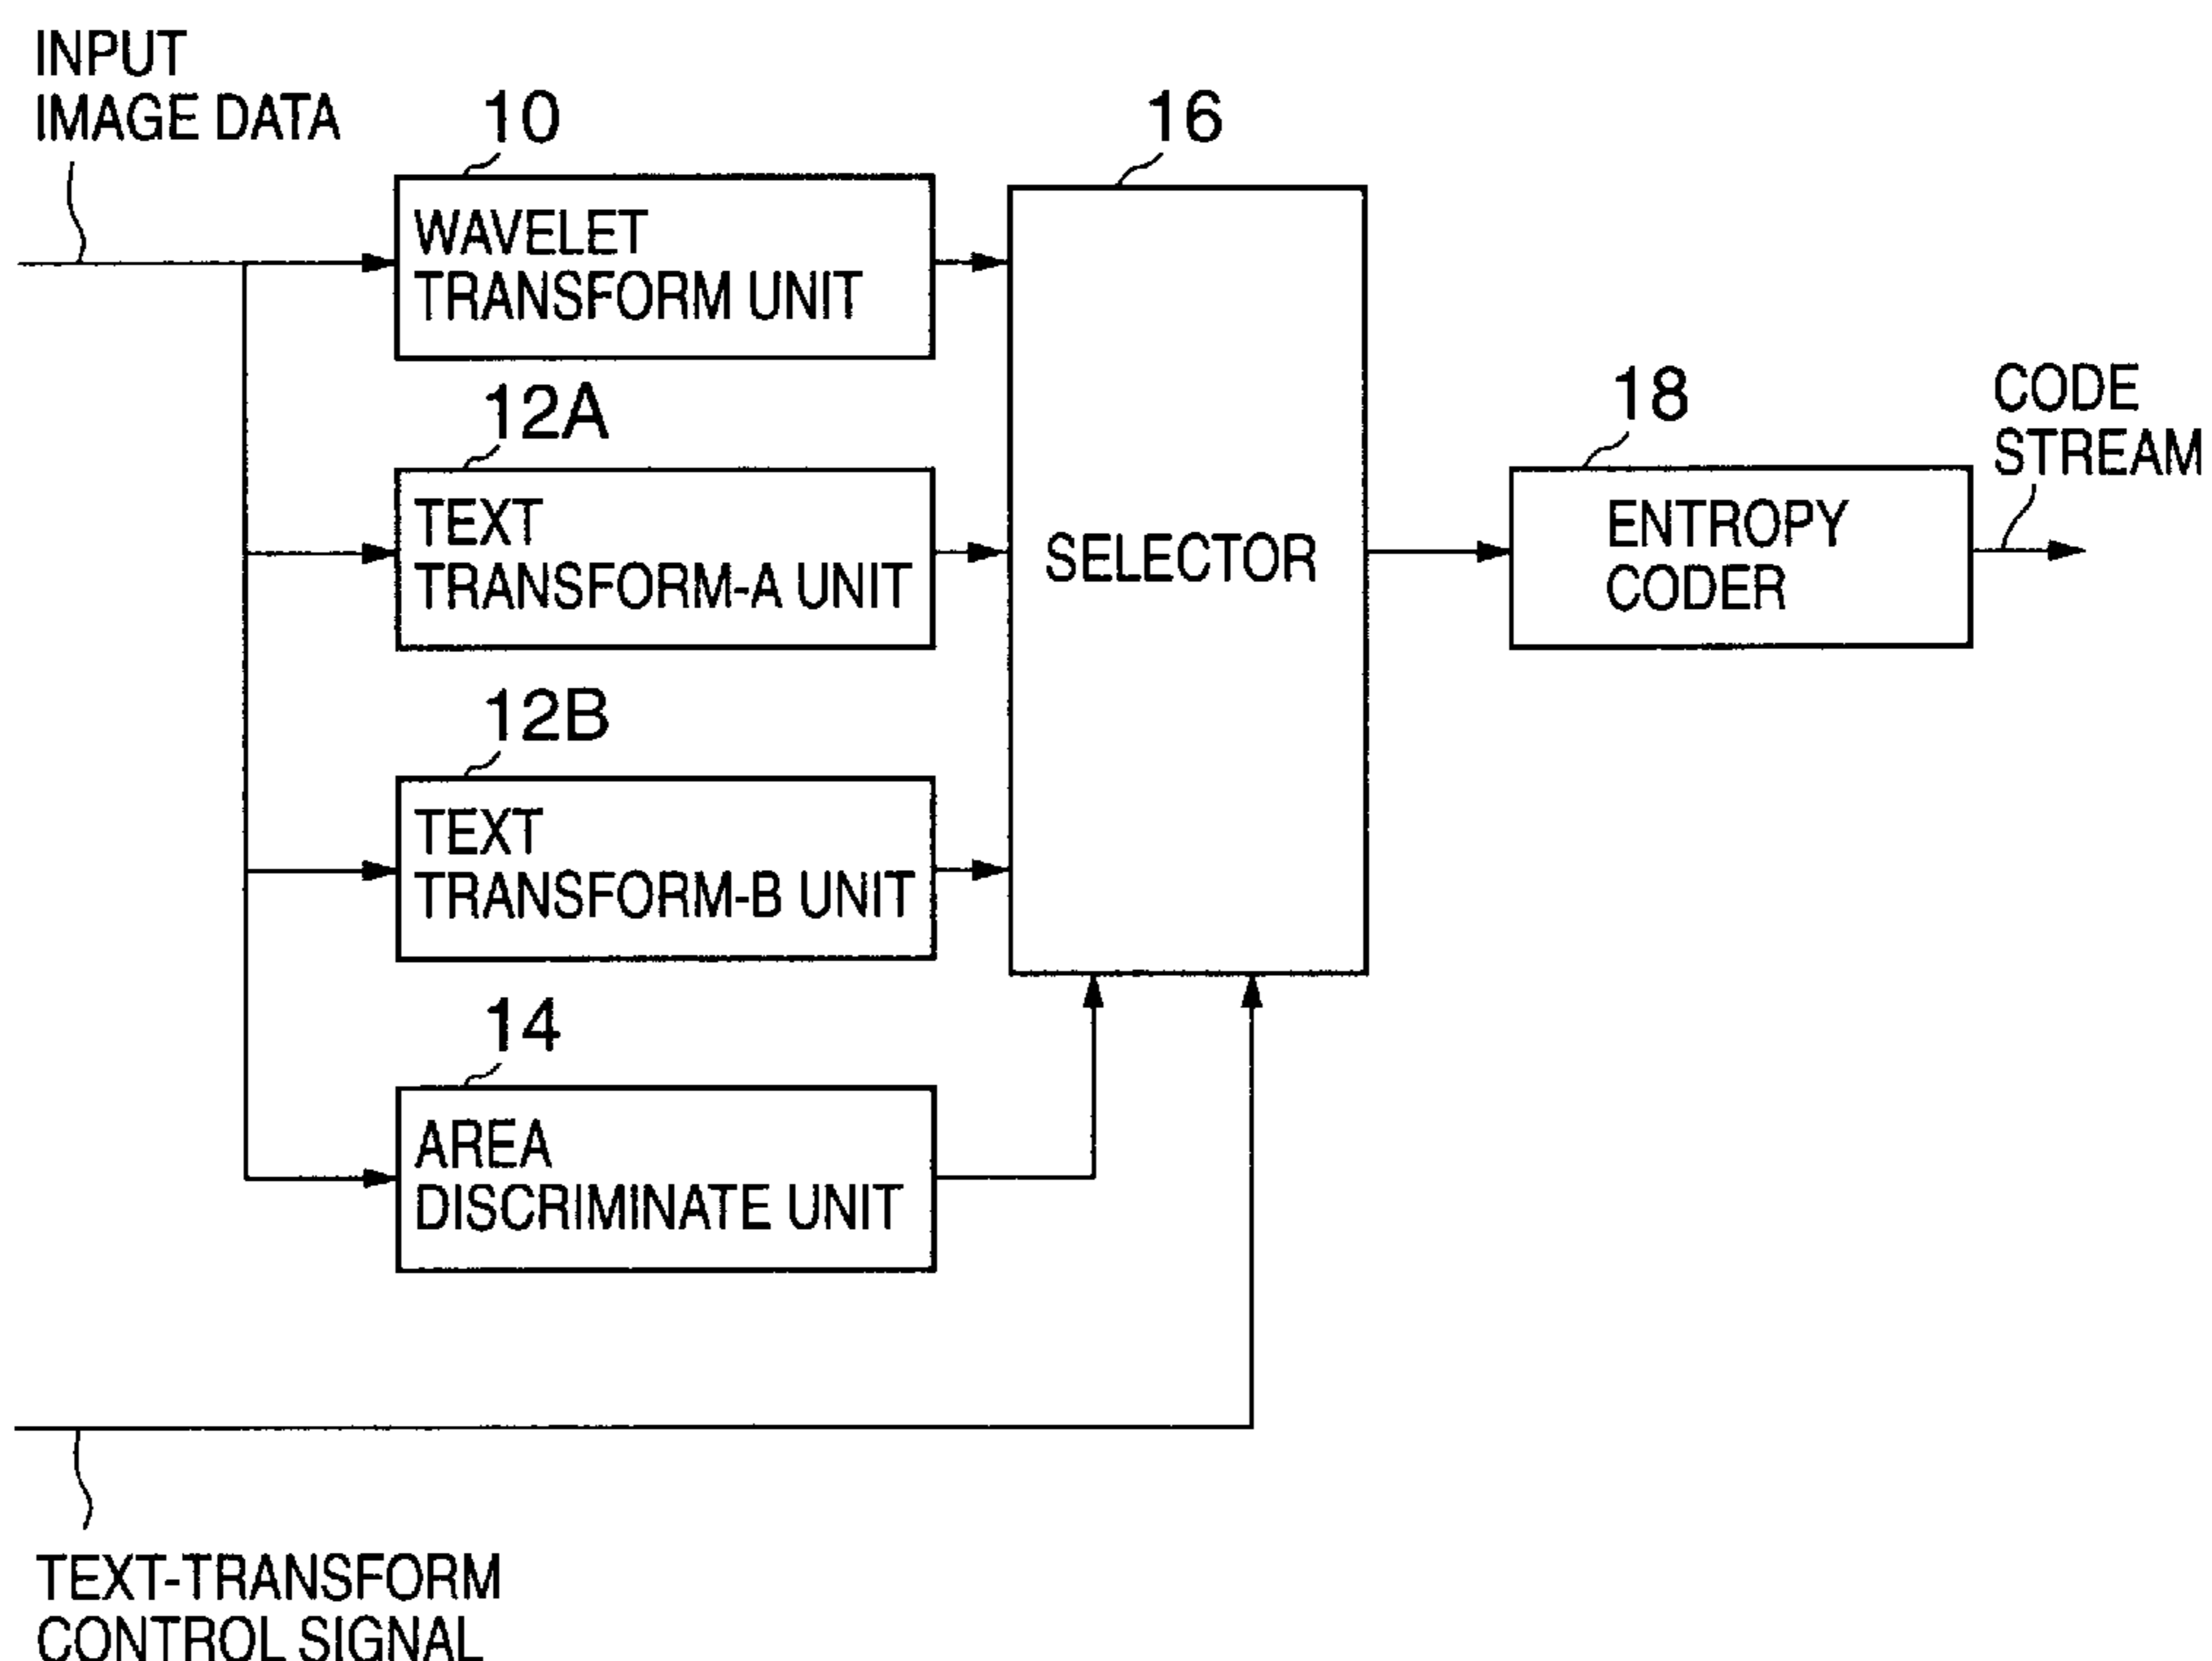 INPUT
IMAGE DATA
10
WAVELET
TRANSFORM UNIT
12A
TEXT
TRANSFORM-A UNIT
12B
TEXT
TRANSFORM-B UNIT
14
AREA
DISCRIMINATE UNIT
16
SELECTOR
18
ENTROPY
CODER
CODE
STREAM
TEXT-TRANSFORM
CONTROL SIGNAL